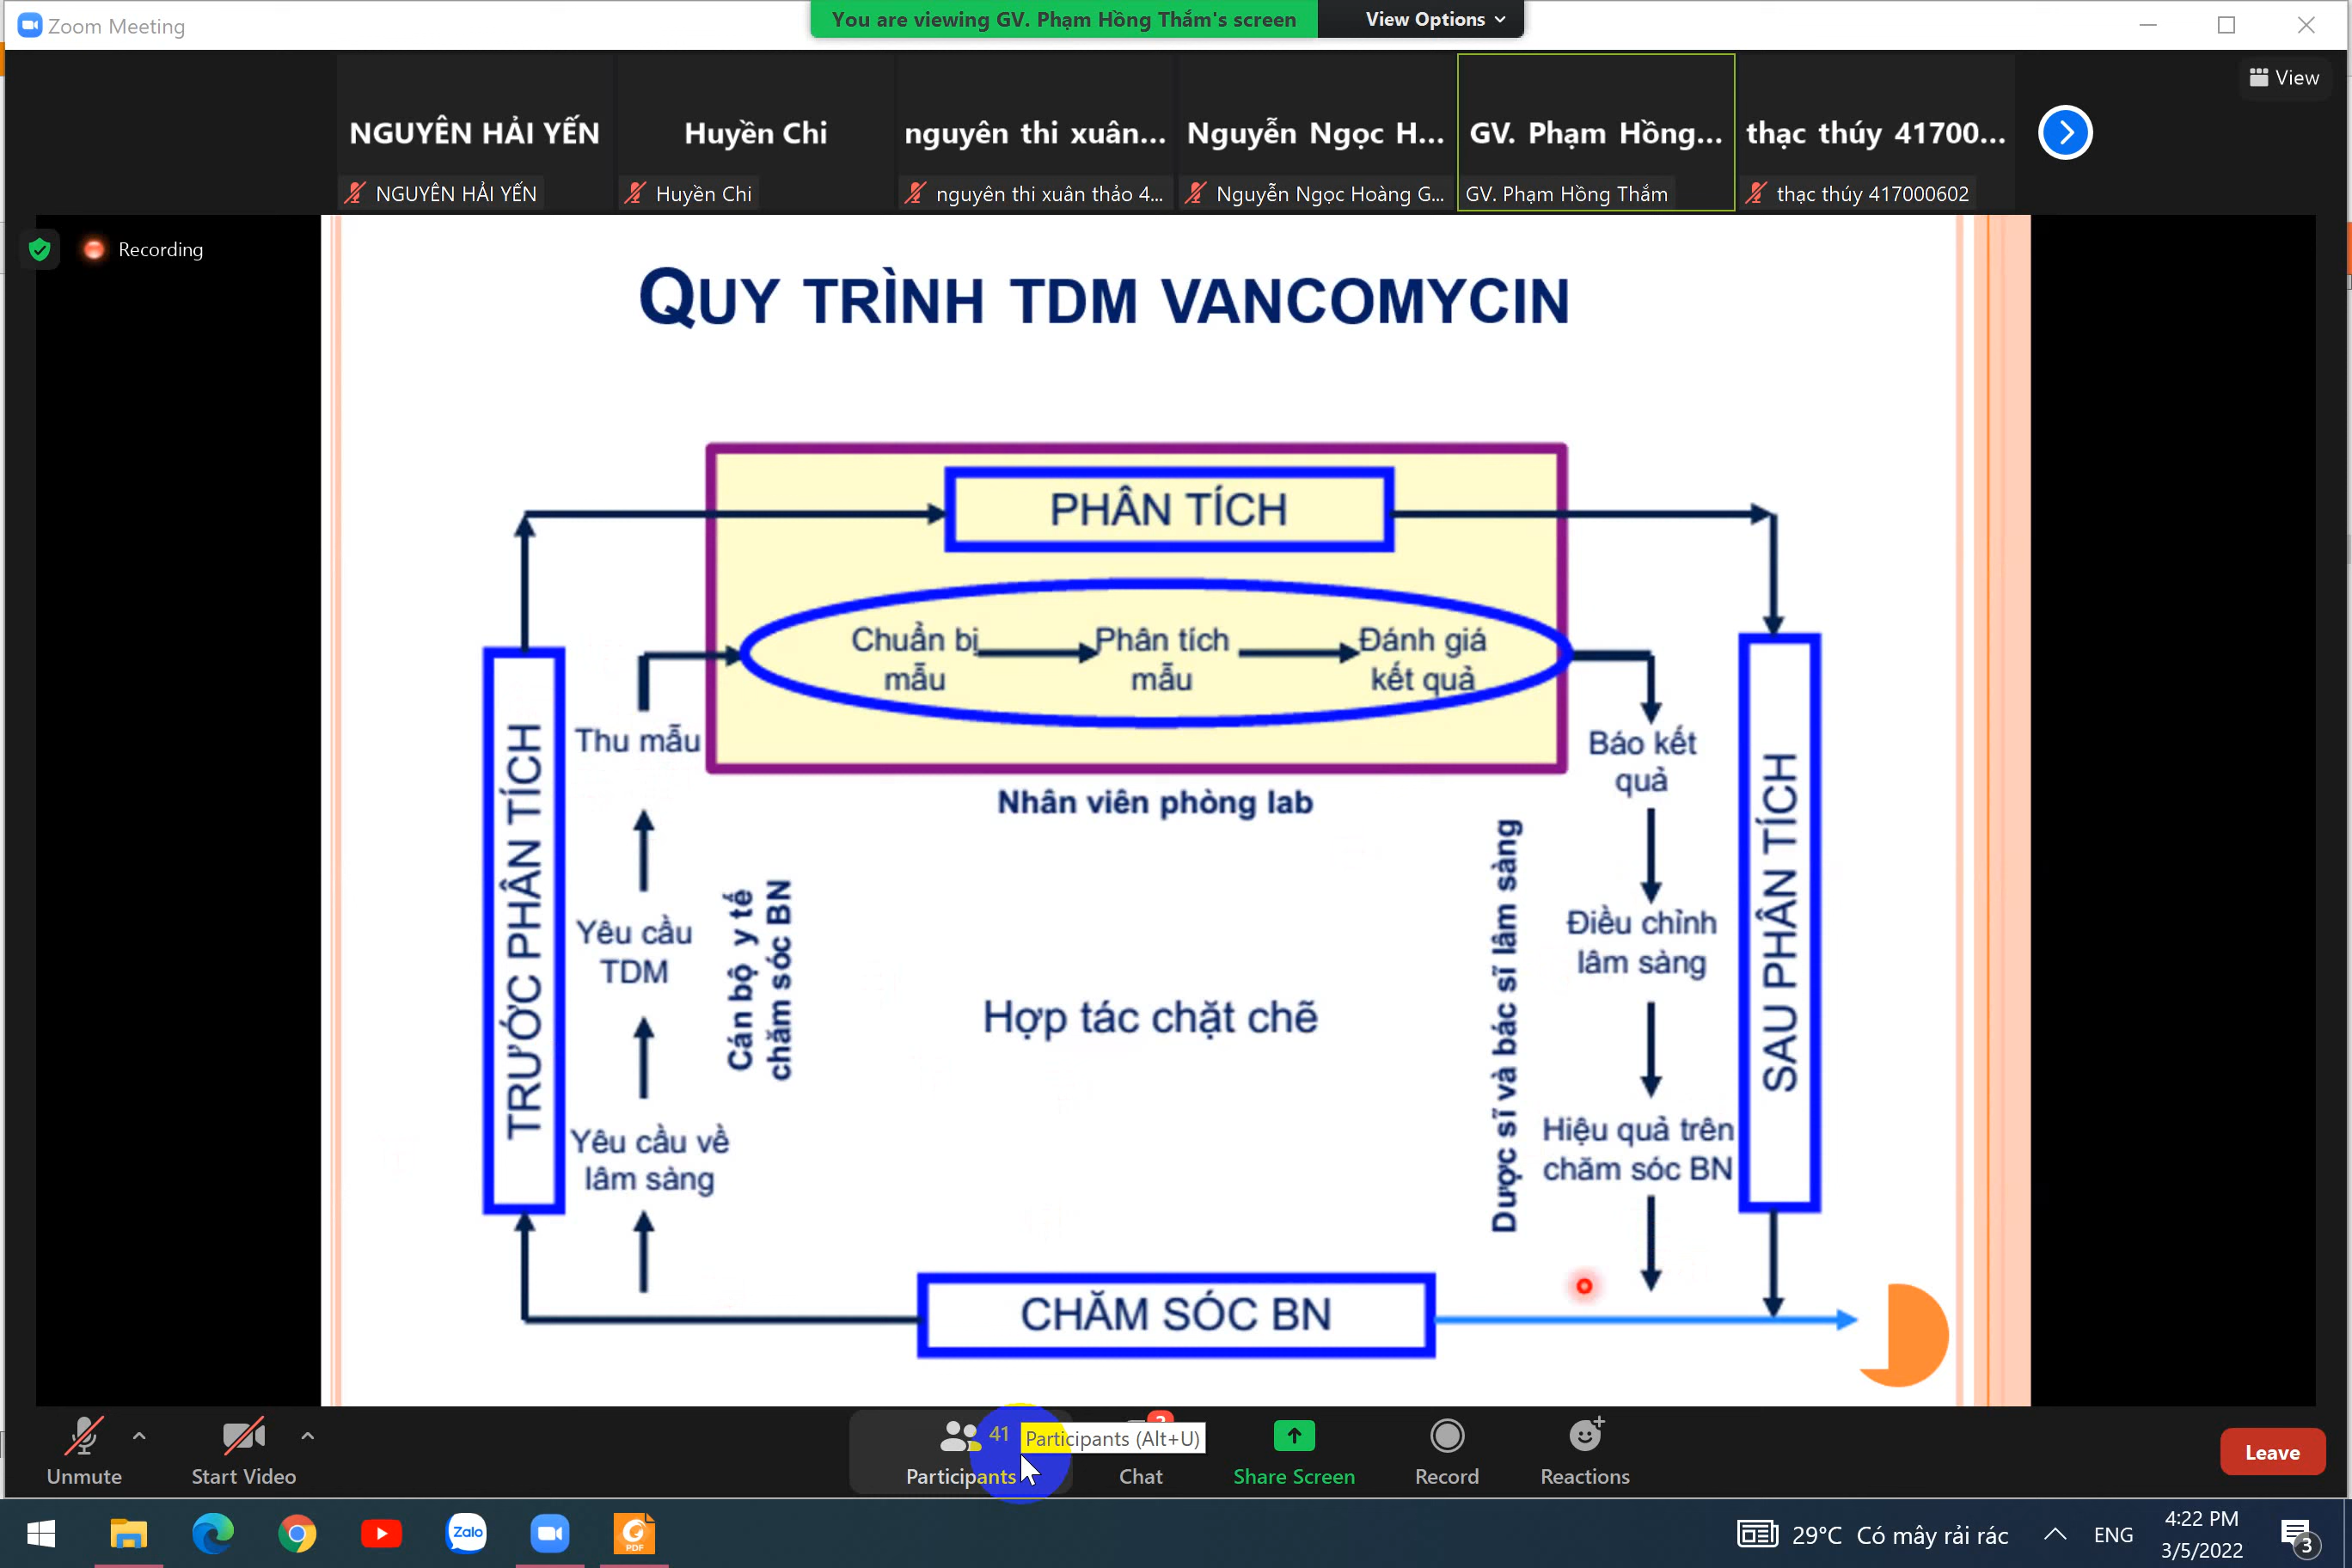 Zoom Meeting
You are viewing GV. Phạm Hồng Thắm's screen
View Options
View
NGUYÊN HẢI YẾN
Huyền Chi
nguyên thi xuân...
Nguyễn Ngọc H...
GV. Phạm Hồng...
thạc thúy 41700...
NGUYÊN HẢI YẾN
Huyền Chi
nguyên thi xuân thảo 4...
Nguyễn Ngọc Hoàng G...
GV. Phạm Hồng Thắm
thạc thúy 417000602
Recording
QUY TRÌNH TDM VANCOMYCIN
PHÂN TÍCH
Chuẩn bị
mẫu
Phân tích
mẫu
Đánh giá
kết quả
Nhân viên phòng lab
TRƯỚC PHÂN TÍCH
Thu mẫu
Yêu cầu
TDM
Yêu cầu về
lâm sàng
Cán bộ y tế
chăm sóc BN
Hợp tác chặt chẽ
Dược sĩ và bác sĩ lâm sàng
Báo kết
quả
Điều chỉnh
lâm sàng
Hiệu quả trên
chăm sóc BN
SAU PHÂN TÍCH
CHĂM SÓC BN
Unmute
Start Video
41
Participants
Participants (Alt+U)
Chat
Share Screen
Record
Reactions
Leave
Zalo
PDF
29°C Có mây rải rác
ENG
4:22 PM
3/5/2022
3